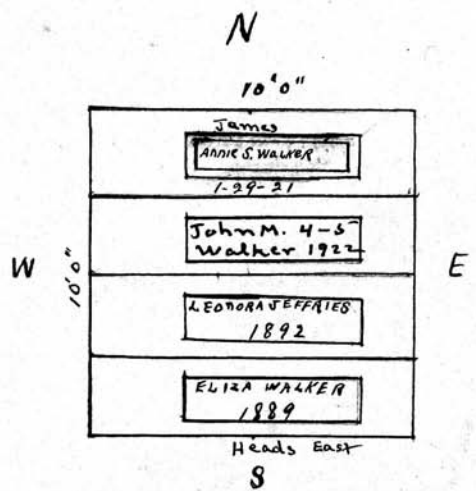 N
10'0"
James
ANNIE S. WALKER
1-29-21
John M. 4-5
Walker 1922
W
10'0"
E
LEONORA JEFFRIES
1892
ELIZA WALKER
1889
Heads East
S